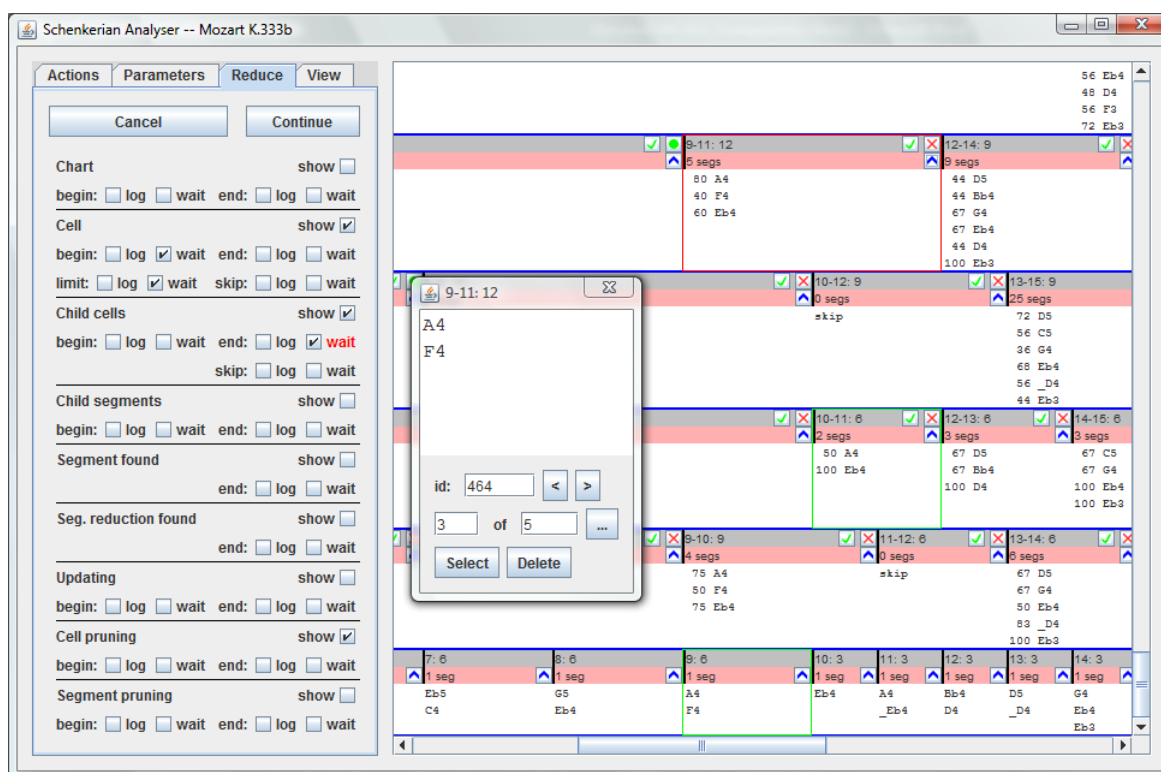 Schenkerian Analyser -- Mozart K.333b
Actions Parameters Reduce View
Cancel Continue
Chart show
begin: log wait end: log wait
Cell show
begin: log wait end: log wait
limit: log wait skip: log wait
Child cells show
begin: log wait end: log wait
skip: log wait
Child segments show
begin: log wait end: log wait
Segment found show
end: log wait
Seg. reduction found show
end: log wait
Updating show
begin: log wait end: log wait
Cell pruning show
begin: log wait end: log wait
Segment pruning show
begin: log wait end: log wait
56 Eb4
48 D4
56 F3
72 Eb3
9-11: 12 12-14: 9
5 segs 9 segs
80 A4 44 D5
40 F4 44 Bb4
60 Eb4 67 G4
67 Eb4
44 D4
100 Eb3
10-12: 9 13-15: 9
0 segs 25 segs
skip 72 D5
56 C5
36 G4
68 Eb4
56 _D4
44 Eb3
9-11: 12
A4
F4
id: 464 < >
3 of 5 ...
Select Delete
10-11: 6 12-13: 6 14-15: 6
2 segs 3 segs 3 segs
50 A4 67 D5 67 C5
100 Eb4 67 Bb4 67 G4
100 D4 100 Eb4
100 Eb3
9-10: 9 11-12: 6 13-14: 6
4 segs 0 segs 6 segs
75 A4 skip 67 D5
50 F4 67 G4
75 Eb4 50 Eb4
83 _D4
100 Eb3
7: 6 8: 6 9: 6 10: 3 11: 3 12: 3 13: 3 14: 3
1 seg 1 seg 1 seg 1 seg 1 seg 1 seg 1 seg 1 seg
Eb5 G5 A4 Eb4 A4 Bb4 D5 G4
C4 Eb4 F4 _Eb4 D4 _D4 Eb4
Eb3